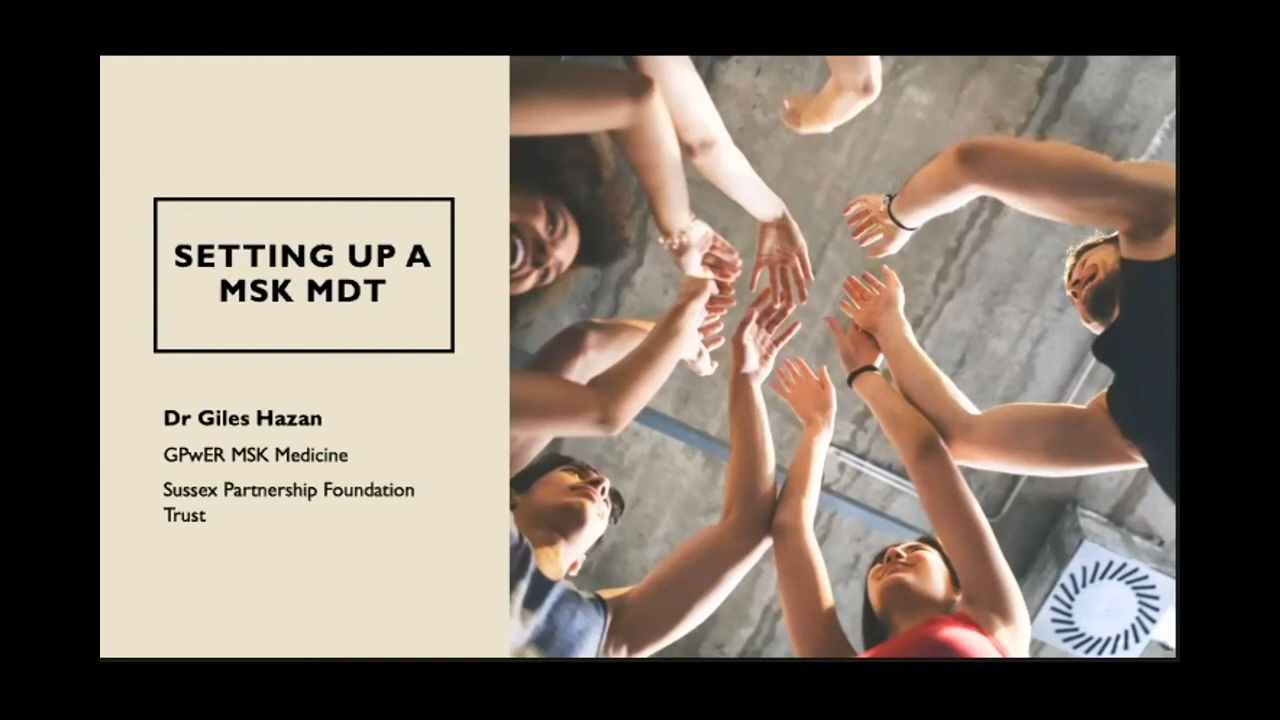 SETTING UP A
MSK MDT
Dr Giles Hazan
GPwER MSK Medicine
Sussex Partnership Foundation
Trust